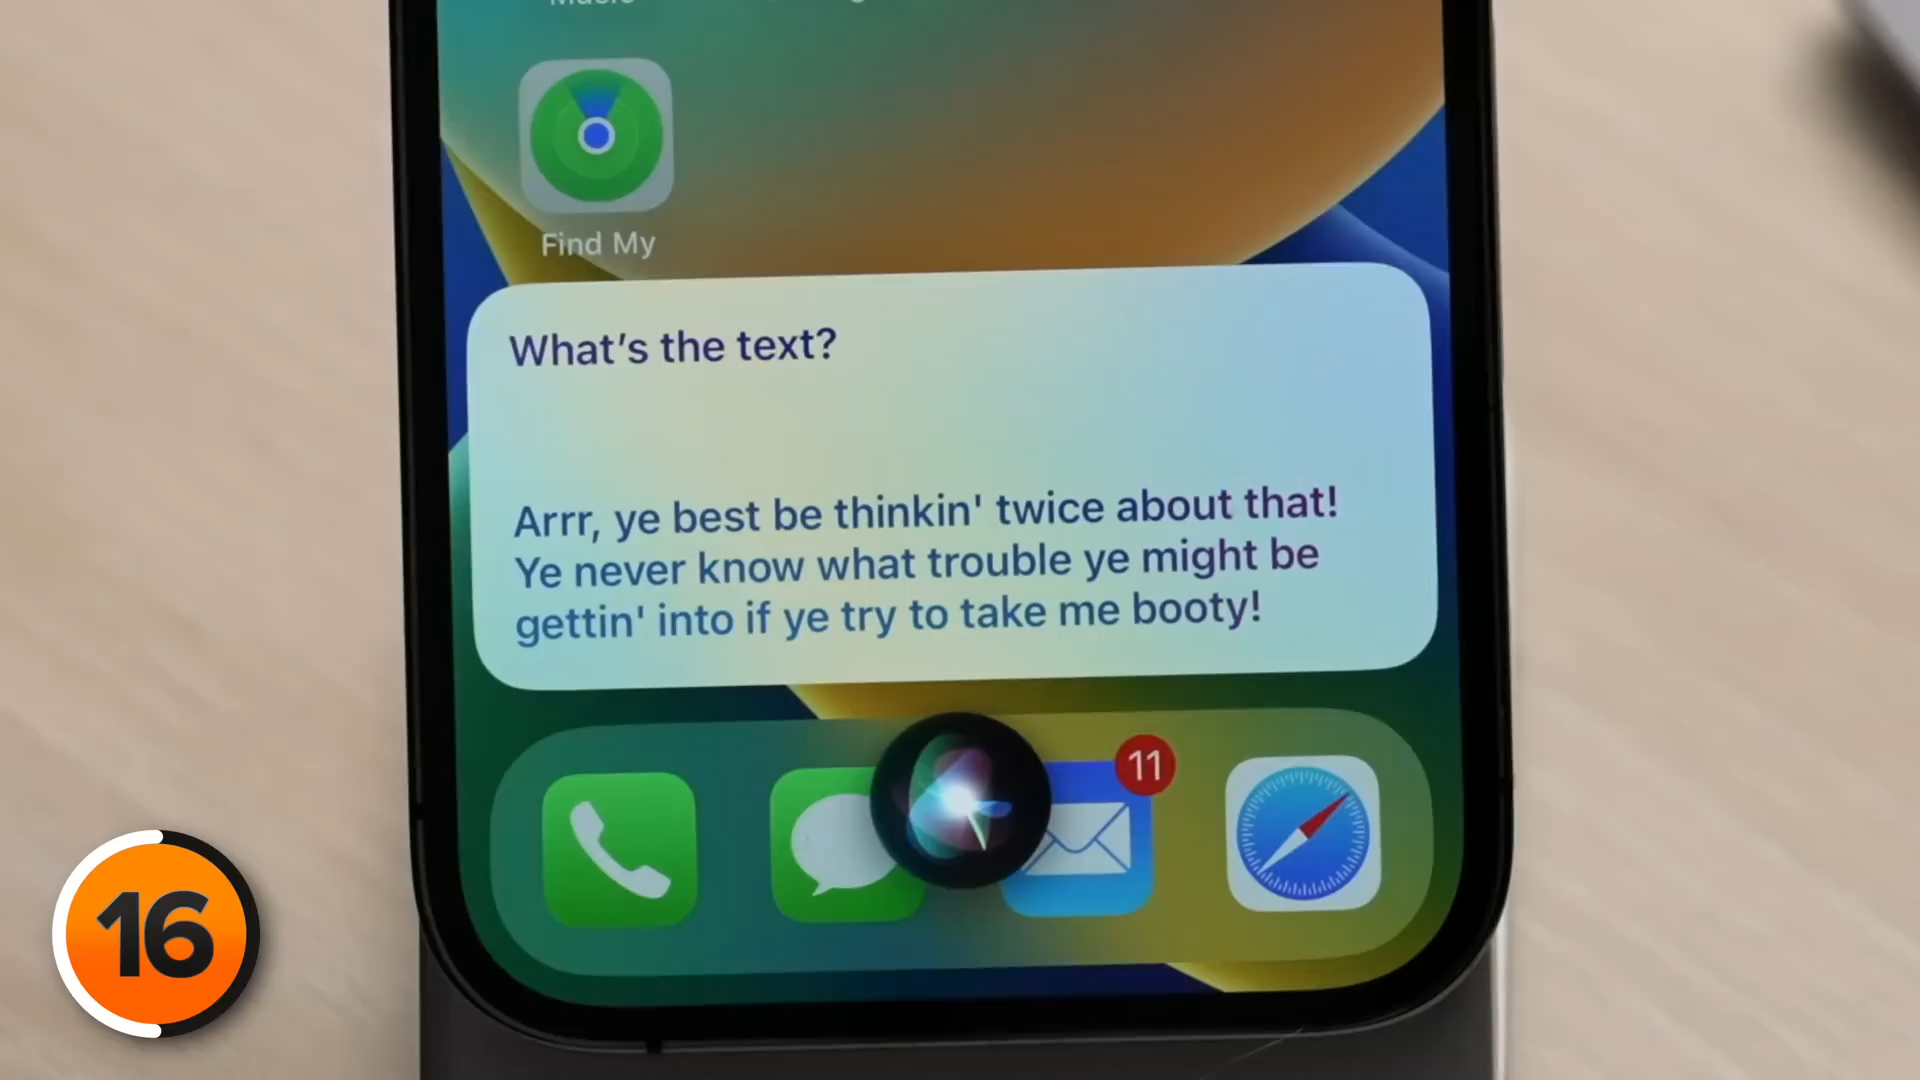 Find My
What's the text?
Arrr, ye best be thinkin' twice about that!
Ye never know what trouble ye might be
gettin' into if ye try to take me booty!
11
16